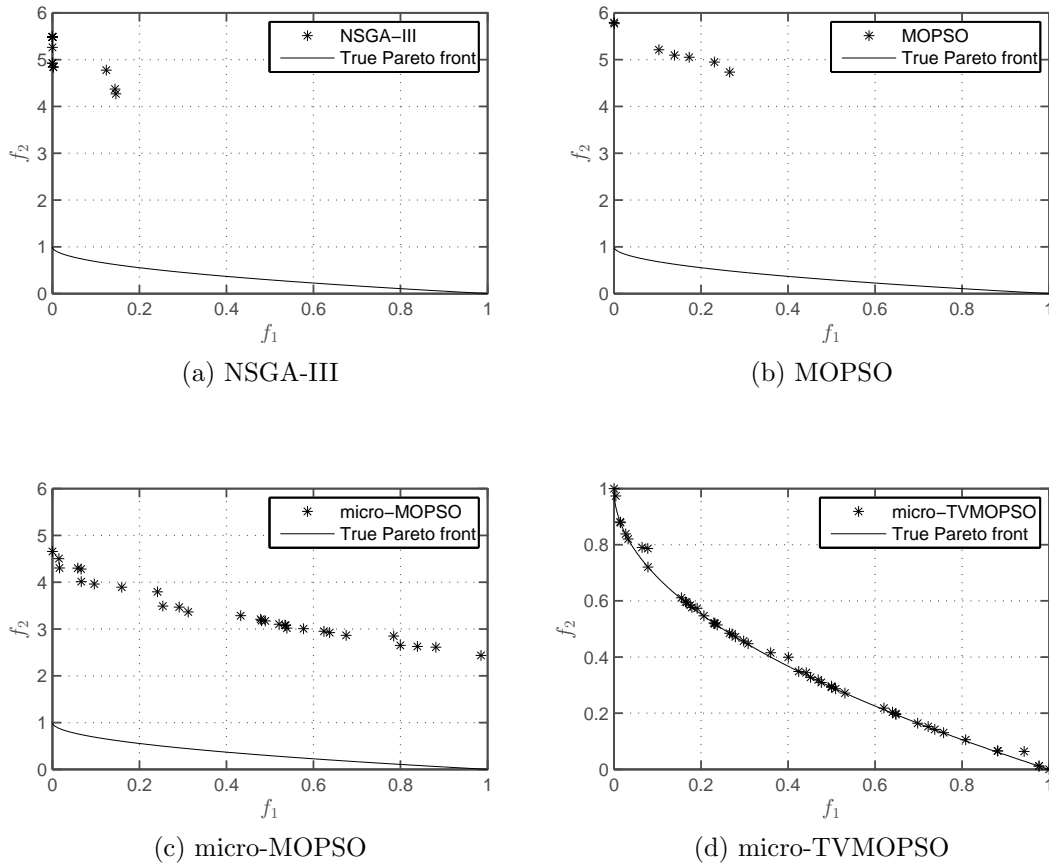 6
5
4
3
2
1
0
0 0.2 0.4 0.6 0.8 1
f2
f1
NSGA−III
True Pareto front
(a) NSGA-III
6
5
4
3
2
1
0
0 0.2 0.4 0.6 0.8 1
f2
f1
MOPSO
True Pareto front
(b) MOPSO
6
5
4
3
2
1
0
0 0.2 0.4 0.6 0.8 1
f2
f1
micro−MOPSO
True Pareto front
(c) micro-MOPSO
1
0.8
0.6
0.4
0.2
0
0 0.2 0.4 0.6 0.8 1
f2
f1
micro−TVMOPSO
True Pareto front
(d) micro-TVMOPSO